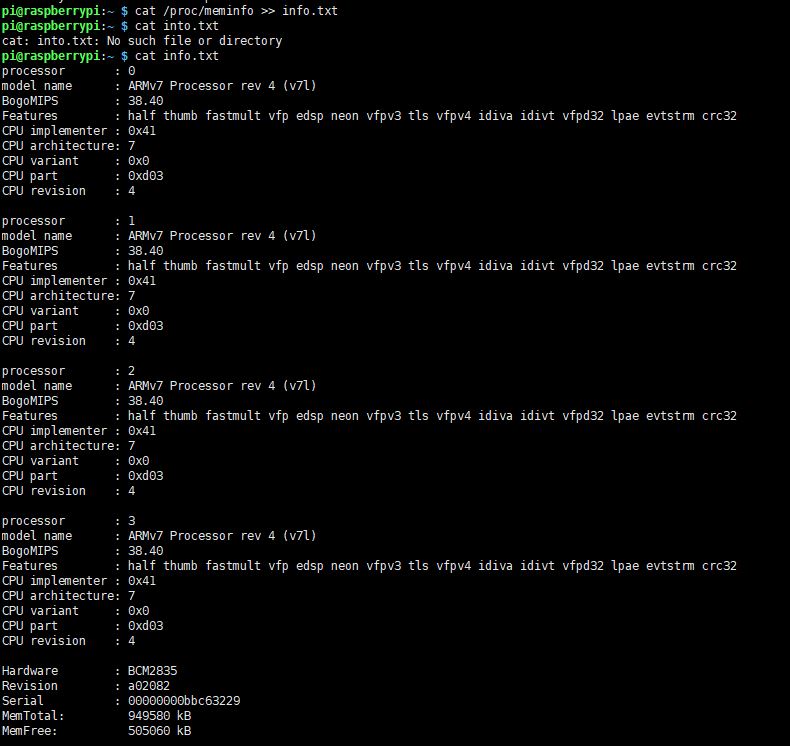 pi@raspberrypi:~ $ cat /proc/meminfo >> info.txt
pi@raspberrypi:~ $ cat into.txt
cat: into.txt: No such file or directory
pi@raspberrypi:~ $ cat info.txt
processor       : 0
model name      : ARMv7 Processor rev 4 (v7l)
BogoMIPS        : 38.40
Features        : half thumb fastmult vfp edsp neon vfpv3 tls vfpv4 idiva idivt vfpd32 lpae evtstrm crc32
CPU implementer : 0x41
CPU architecture: 7
CPU variant     : 0x0
CPU part        : 0xd03
CPU revision    : 4

processor       : 1
model name      : ARMv7 Processor rev 4 (v7l)
BogoMIPS        : 38.40
Features        : half thumb fastmult vfp edsp neon vfpv3 tls vfpv4 idiva idivt vfpd32 lpae evtstrm crc32
CPU implementer : 0x41
CPU architecture: 7
CPU variant     : 0x0
CPU part        : 0xd03
CPU revision    : 4

processor       : 2
model name      : ARMv7 Processor rev 4 (v7l)
BogoMIPS        : 38.40
Features        : half thumb fastmult vfp edsp neon vfpv3 tls vfpv4 idiva idivt vfpd32 lpae evtstrm crc32
CPU implementer : 0x41
CPU architecture: 7
CPU variant     : 0x0
CPU part        : 0xd03
CPU revision    : 4

processor       : 3
model name      : ARMv7 Processor rev 4 (v7l)
BogoMIPS        : 38.40
Features        : half thumb fastmult vfp edsp neon vfpv3 tls vfpv4 idiva idivt vfpd32 lpae evtstrm crc32
CPU implementer : 0x41
CPU architecture: 7
CPU variant     : 0x0
CPU part        : 0xd03
CPU revision    : 4

Hardware        : BCM2835
Revision        : a02082
Serial          : 00000000bbc63229
MemTotal:         949580 kB
MemFree:          505060 kB